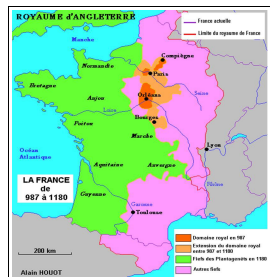 ROYAUME d'ANGLETERRE
France actuelle
Limite du royaume de France
Manche
Compiègne
Normandie
Paris
Bretagne
Seine
Anjou
Orléans
Loire
Bourges
Poitou
Marche
Lyon
Océan
Atlantique
Aquitaine
Auvergne
LA FRANCE
de
987 à 1180
Rhône
Guyenne
Garonne
Toulouse
200 km
Domaine royal en 987
Extension du domaine royal
entre 987 et 1180
Fiefs des Plantagenêts en 1180
Autres fiefs
Alain HOUOT